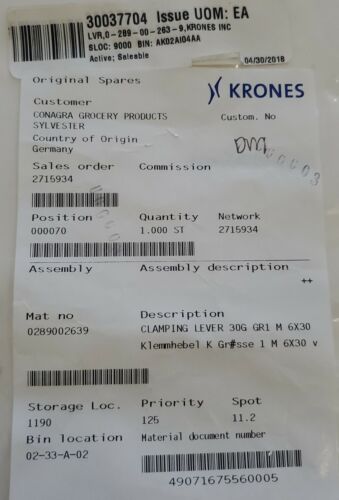 30037704 Issue UOM: EA
LVR,0-289-00-263-9,KRONES INC
SLOC: 9000 BIN: AK02AI04AA
Active; Saleable 04/30/2018
Original Spares
KRONES
Customer Custom. No
CONAGRA GROCERY PRODUCTS
SYLVESTER
Country of Origin
Germany
Sales order Commission
2715934
Position Quantity Network
000070 1.000 ST 2715934
Assembly Assembly description
++
Mat no Description
0289002639 CLAMPING LEVER 30G GR1 M 6X30
Klemmhebel K Gr#sse 1 M 6X30 v
Storage Loc. Priority Spot
1190 125 11.2
Bin location Material document number
02-33-A-02
49071675560005